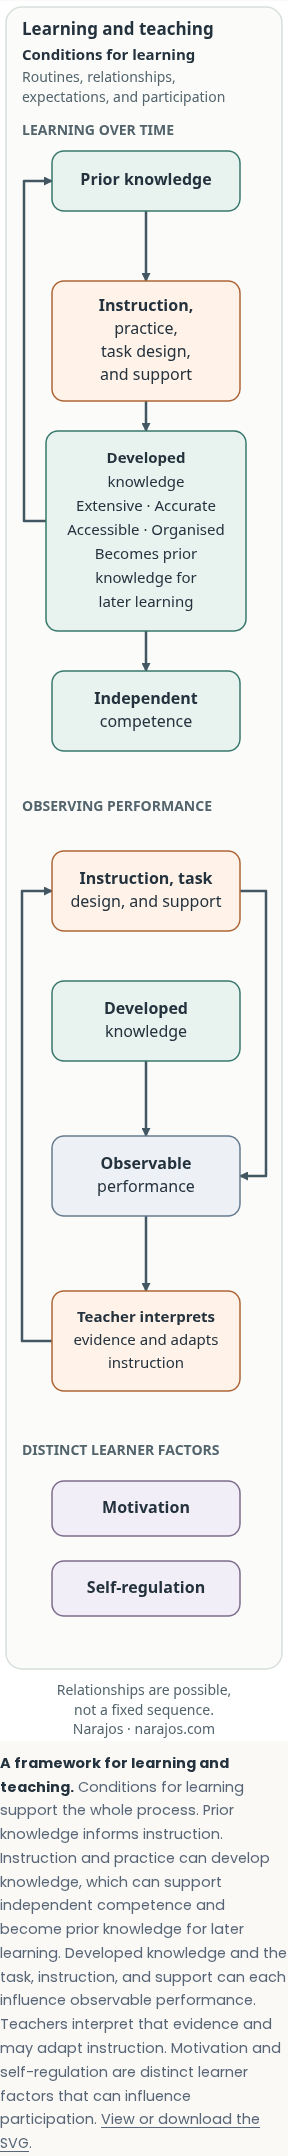 Learning and teaching
Conditions for learning
Routines, relationships,
expectations, and participation
LEARNING OVER TIME
Prior knowledge
Instruction,
practice,
task design,
and support
Developed
knowledge
Extensive · Accurate
Accessible · Organised
Becomes prior
knowledge for
later learning
Independent
competence
OBSERVING PERFORMANCE
Instruction, task
design, and support
Developed
knowledge
Observable
performance
Teacher interprets
evidence and adapts
instruction
DISTINCT LEARNER FACTORS
Motivation
Self-regulation
Relationships are possible,
not a fixed sequence.
Narajos · narajos.com
A framework for learning and
teaching. Conditions for learning
support the whole process. Prior
knowledge informs instruction.
Instruction and practice can develop
knowledge, which can support
independent competence and
become prior knowledge for later
learning. Developed knowledge and the
task, instruction, and support can each
influence observable performance.
Teachers interpret that evidence and
may adapt instruction. Motivation and
self-regulation are distinct learner
factors that can influence
participation. View or download the
SVG.